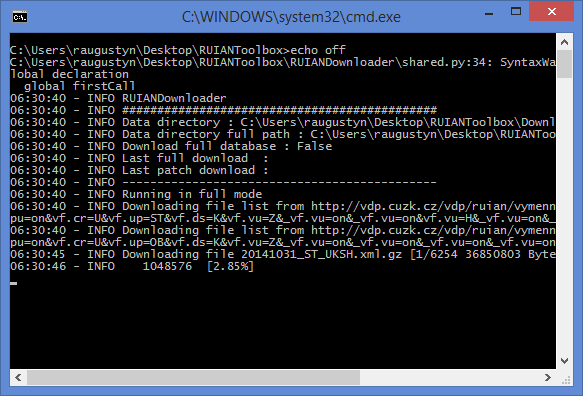 C:\WINDOWS\system32\cmd.exe
C:\Users\raugustyn\Desktop\RUIANToolbox>echo off
C:\Users\raugustyn\Desktop\RUIANToolbox\RUIANDownloader\shared.py:34: SyntaxWa
lobal declaration
  global firstCall
06:30:40 - INFO RUIANDownloader
06:30:40 - INFO ############################################
06:30:40 - INFO Data directory : C:\Users\raugustyn\Desktop\RUIANToolbox\Downl
06:30:40 - INFO Data directory full path : C:\Users\raugustyn\Desktop\RUIANToo
06:30:40 - INFO Download full database : False
06:30:40 - INFO Last full download  :
06:30:40 - INFO Last patch download :
06:30:40 - INFO --------------------------------------------
06:30:40 - INFO Running in full mode
06:30:40 - INFO Downloading file list from http://vdp.cuzk.cz/vdp/ruian/vymenn
pu=on&vf.cr=U&vf.up=ST&vf.ds=K&vf.vu=Z&_vf.vu=on&_vf.vu=on&vf.vu=H&_vf.vu=on&_
06:30:40 - INFO Downloading file list from http://vdp.cuzk.cz/vdp/ruian/vymenn
pu=on&vf.cr=U&vf.up=OB&vf.ds=K&vf.vu=Z&_vf.vu=on&_vf.vu=on&_vf.vu=on&_vf.vu=on
06:30:45 - INFO Downloading file 20141031_ST_UKSH.xml.gz [1/6254 36850803 Byte
06:30:46 - INFO    1048576  [2.85%]